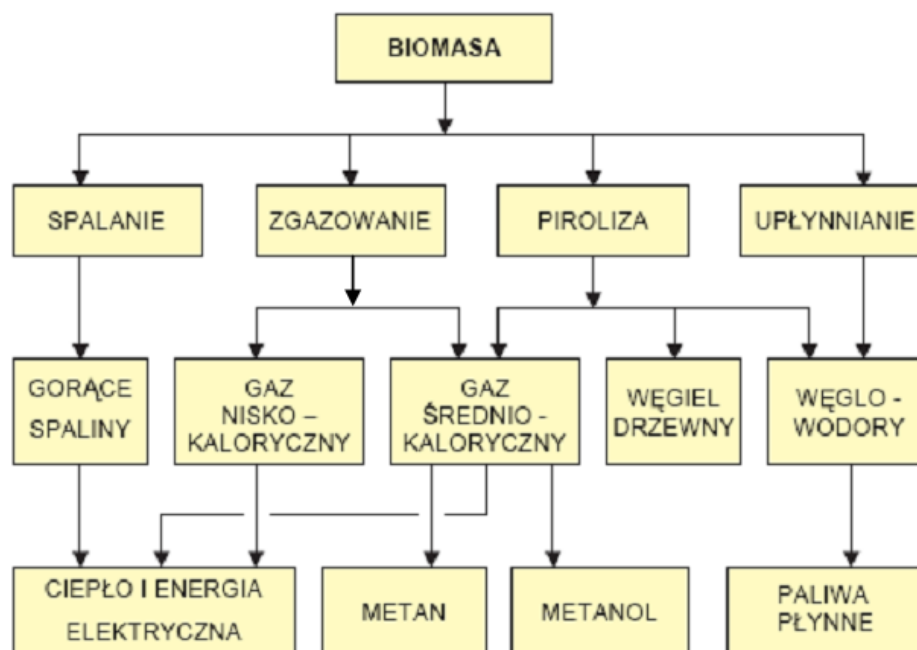 BIOMASA
SPALANIE
ZGAZOWANIE
PIROLIZA
UPŁYNNIANIE
GORĄCE
SPALINY
GAZ
NISKO –
KALORYCZNY
GAZ
ŚREDNIO -
KALORYCZNY
WĘGIEL
DRZEWNY
WĘGLO -
WODORY
CIEPŁO I ENERGIA
ELEKTRYCZNA
METAN
METANOL
PALIWA
PŁYNNE